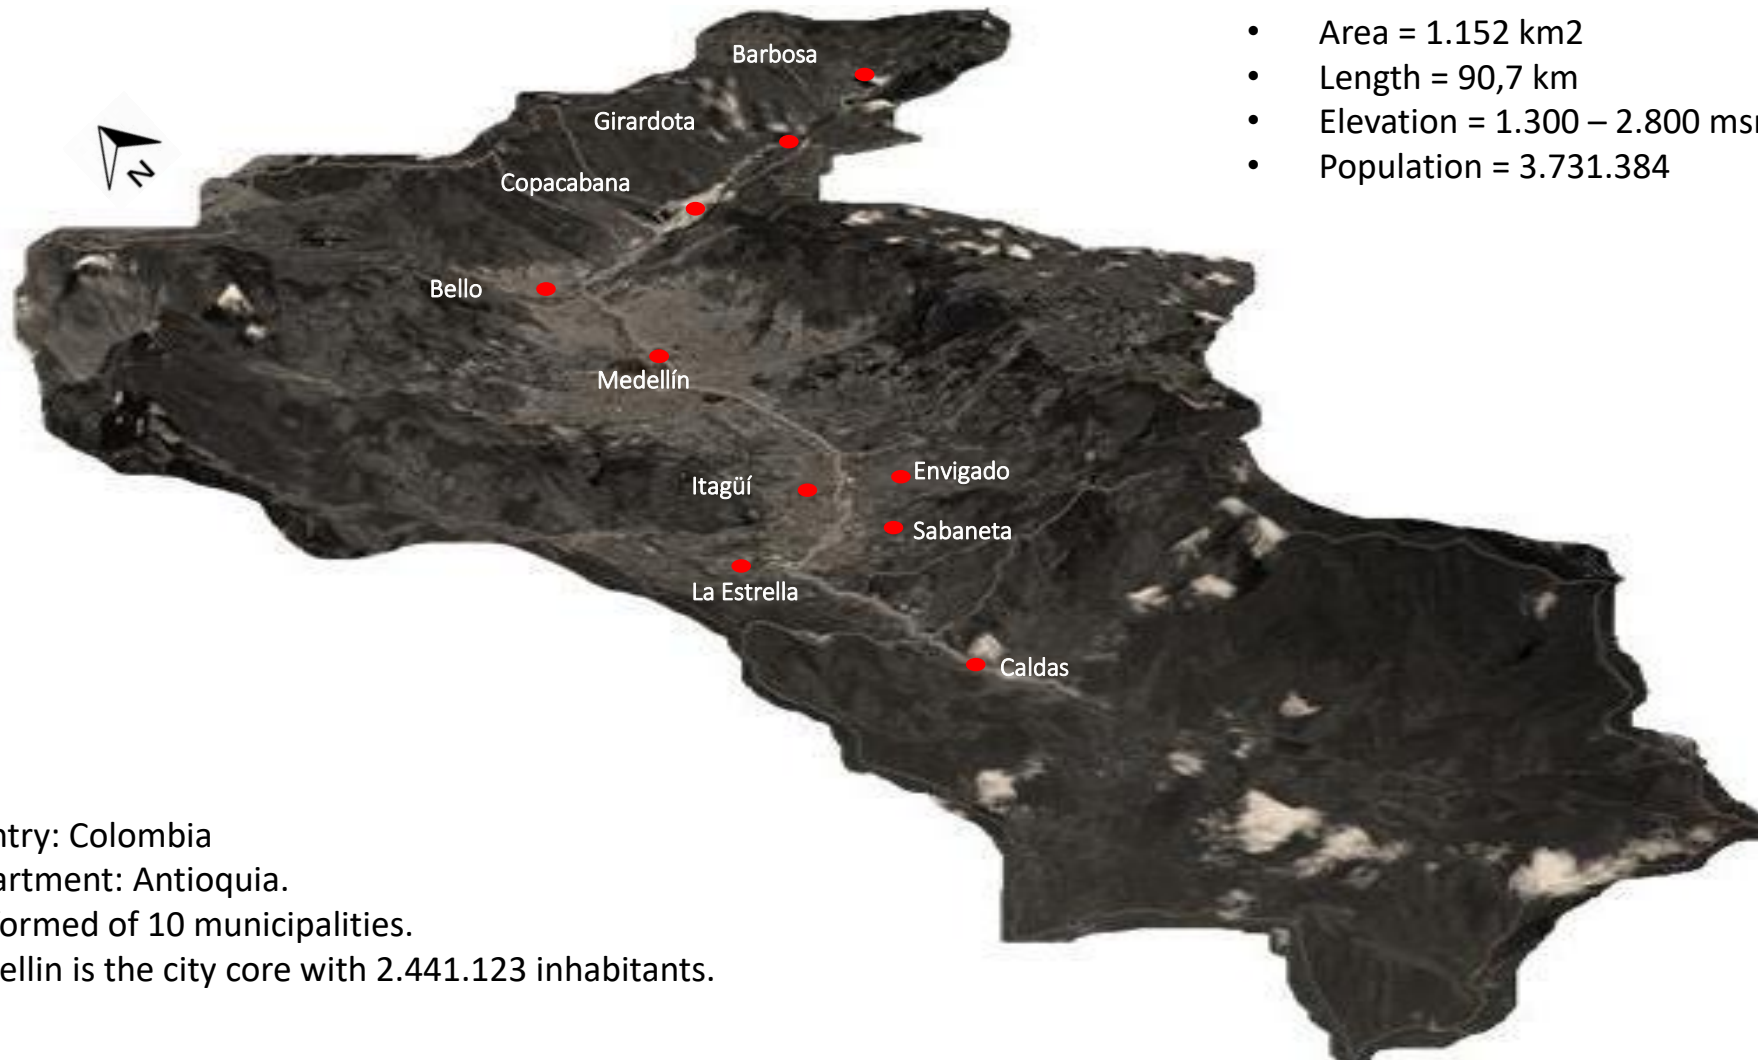 • Area = 1.152 km2
• Length = 90,7 km
• Elevation = 1.300 – 2.800 msn
• Population = 3.731.384
Barbosa
Girardota
Copacabana
N
Bello
Medellín
Itagüí
Envigado
Sabaneta
La Estrella
Caldas
ntry: Colombia
artment: Antioquia.
ormed of 10 municipalities.
ellin is the city core with 2.441.123 inhabitants.